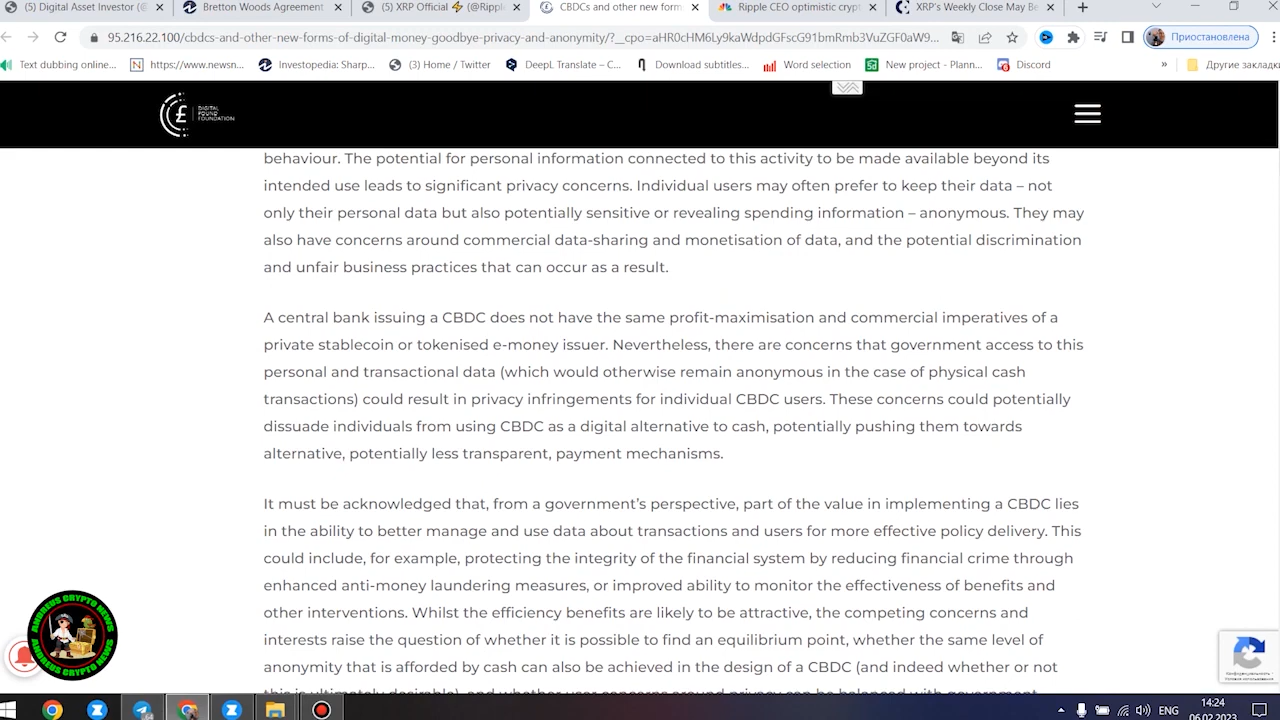 (5) Digital Asset Investor (@
Bretton Woods Agreement
(5) XRP Official ⚡ (@Ripple
CBDCs and other new form
Ripple CEO optimistic crypt
XRP's Weekly Close May Be
95.216.22.100/cbdcs-and-other-new-forms-of-digital-money-goodbye-privacy-and-anonymity/?__cpo=aHR0cHM6Ly9kaWdpdGFscG91bmRmb3VuZGF0aW9...
Приостановлена
Text dubbing online...
https://www.newsn...
Investopedia: Sharp...
(3) Home / Twitter
DeepL Translate – C...
Download subtitles...
Word selection
New project - Plann...
Discord
»
Другие закладки
DIGITAL
POUND
FOUNDATION
behaviour. The potential for personal information connected to this activity to be made available beyond its
intended use leads to significant privacy concerns. Individual users may often prefer to keep their data – not
only their personal data but also potentially sensitive or revealing spending information – anonymous. They may
also have concerns around commercial data-sharing and monetisation of data, and the potential discrimination
and unfair business practices that can occur as a result.
A central bank issuing a CBDC does not have the same profit-maximisation and commercial imperatives of a
private stablecoin or tokenised e-money issuer. Nevertheless, there are concerns that government access to this
personal and transactional data (which would otherwise remain anonymous in the case of physical cash
transactions) could result in privacy infringements for individual CBDC users. These concerns could potentially
dissuade individuals from using CBDC as a digital alternative to cash, potentially pushing them towards
alternative, potentially less transparent, payment mechanisms.
It must be acknowledged that, from a government's perspective, part of the value in implementing a CBDC lies
in the ability to better manage and use data about transactions and users for more effective policy delivery. This
could include, for example, protecting the integrity of the financial system by reducing financial crime through
enhanced anti-money laundering measures, or improved ability to monitor the effectiveness of benefits and
other interventions. Whilst the efficiency benefits are likely to be attractive, the competing concerns and
interests raise the question of whether it is possible to find an equilibrium point, whether the same level of
anonymity that is afforded by cash can also be achieved in the design of a CBDC (and indeed whether or not
ANDREUS CRYPTO NEWS
ANDREUS CRYPTO NEWS
Конфиденциальность -
Условия использования
ENG
14:24
06.02.2023